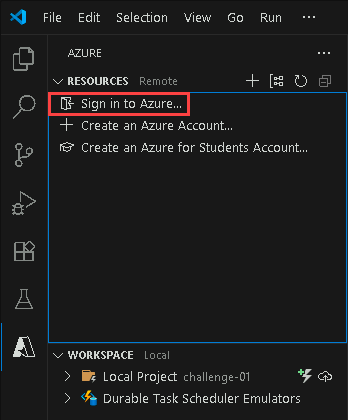 File Edit Selection View Go Run ···
AZURE ···
RESOURCES Remote
Sign in to Azure...
Create an Azure Account...
Create an Azure for Students Account...
WORKSPACE Local
Local Project challenge-01
Durable Task Scheduler Emulators